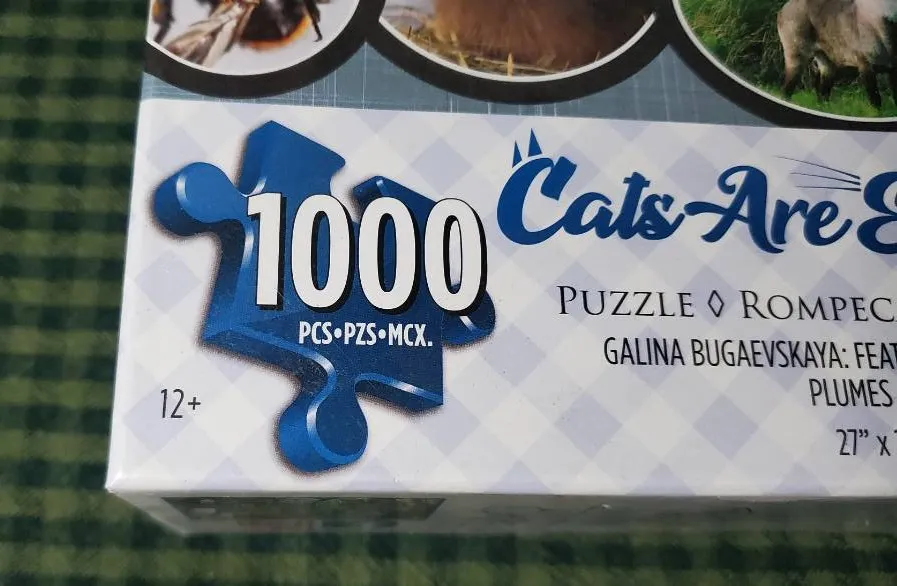 1000
PCS•PZS•MCX.
12+
Cats Are
PUZZLE ◊ ROMPEC
GALINA BUGAEVSKAYA: FEAT
PLUMES
27” x